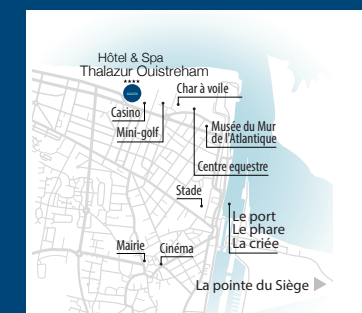 Hôtel & Spa
Thalazur Ouistreham
★★★★
Char à voile
Casino
Mini-golf
Musée du Mur
de l'Atlantique
Centre equestre
Stade
Le port
Le phare
La criée
Mairie
Cinéma
La pointe du Siège